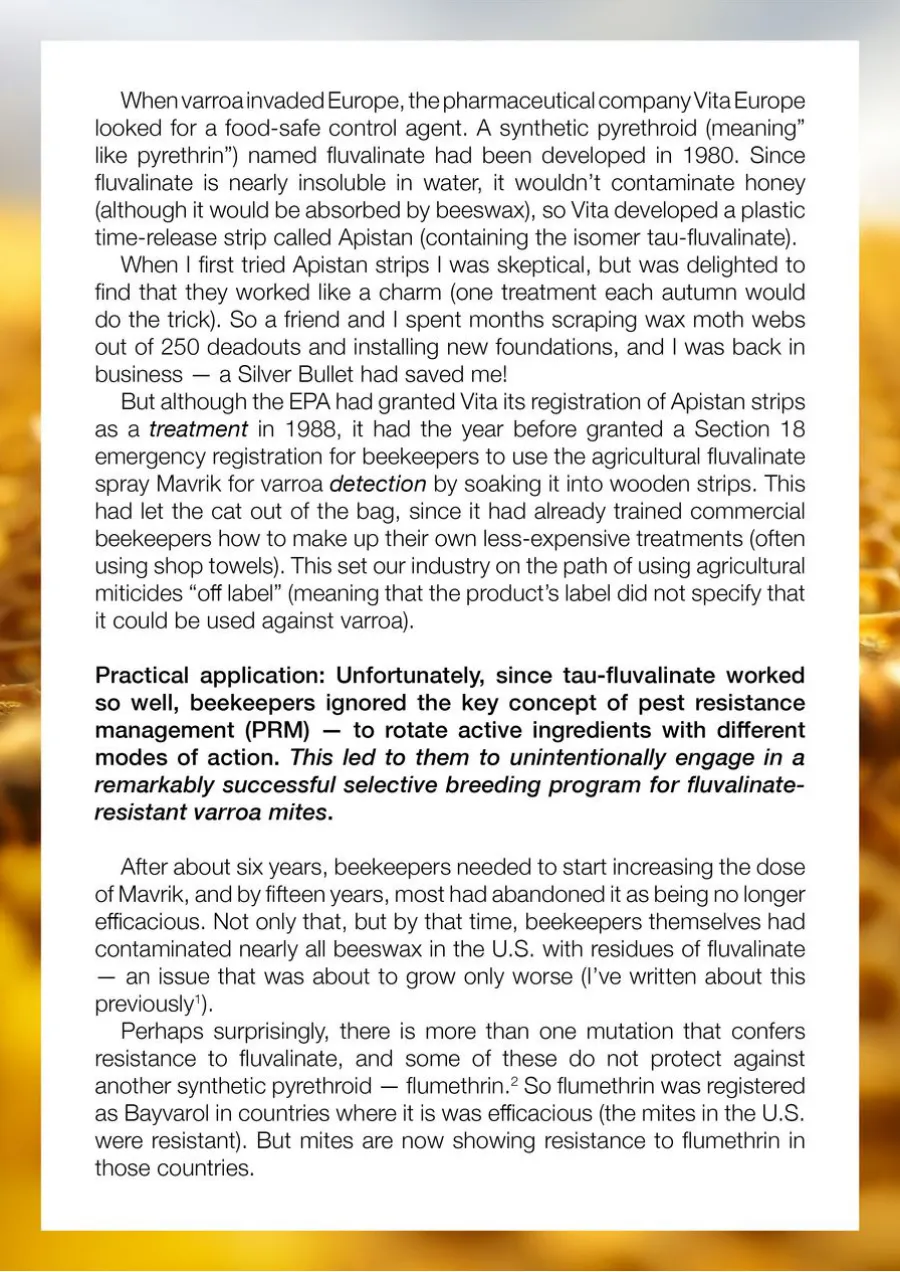 When varroa invaded Europe, the pharmaceutical company Vita Europe
looked for a food-safe control agent. A synthetic pyrethroid (meaning”
like pyrethrin”) named fluvalinate had been developed in 1980. Since
fluvalinate is nearly insoluble in water, it wouldn’t contaminate honey
(although it would be absorbed by beeswax), so Vita developed a plastic
time-release strip called Apistan (containing the isomer tau-fluvalinate).
When I first tried Apistan strips I was skeptical, but was delighted to
find that they worked like a charm (one treatment each autumn would
do the trick). So a friend and I spent months scraping wax moth webs
out of 250 deadouts and installing new foundations, and I was back in
business — a Silver Bullet had saved me!
But although the EPA had granted Vita its registration of Apistan strips
as a treatment in 1988, it had the year before granted a Section 18
emergency registration for beekeepers to use the agricultural fluvalinate
spray Mavrik for varroa detection by soaking it into wooden strips. This
had let the cat out of the bag, since it had already trained commercial
beekeepers how to make up their own less-expensive treatments (often
using shop towels). This set our industry on the path of using agricultural
miticides “off label” (meaning that the product’s label did not specify that
it could be used against varroa).
Practical application: Unfortunately, since tau-fluvalinate worked
so well, beekeepers ignored the key concept of pest resistance
management (PRM) — to rotate active ingredients with different
modes of action. This led to them to unintentionally engage in a
remarkably successful selective breeding program for fluvalinate-
resistant varroa mites.
After about six years, beekeepers needed to start increasing the dose
of Mavrik, and by fifteen years, most had abandoned it as being no longer
efficacious. Not only that, but by that time, beekeepers themselves had
contaminated nearly all beeswax in the U.S. with residues of fluvalinate
— an issue that was about to grow only worse (I’ve written about this
previously¹).
Perhaps surprisingly, there is more than one mutation that confers
resistance to fluvalinate, and some of these do not protect against
another synthetic pyrethroid — flumethrin.² So flumethrin was registered
as Bayvarol in countries where it is was efficacious (the mites in the U.S.
were resistant). But mites are now showing resistance to flumethrin in
those countries.